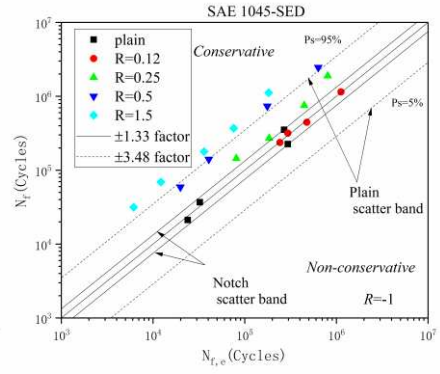 SAE 1045-SED
plain
R=0.12
R=0.25
R=0.5
R=1.5
±1.33 factor
±3.48 factor
Conservative
Ps=95%
Ps=5%
Plain
scatter band
Notch
scatter band
Non-conservative
R=-1
N_f(Cycles)
10^7
10^6
10^5
10^4
10^3
10^3
10^4
10^5
10^6
10^7
N_f,e(Cycles)